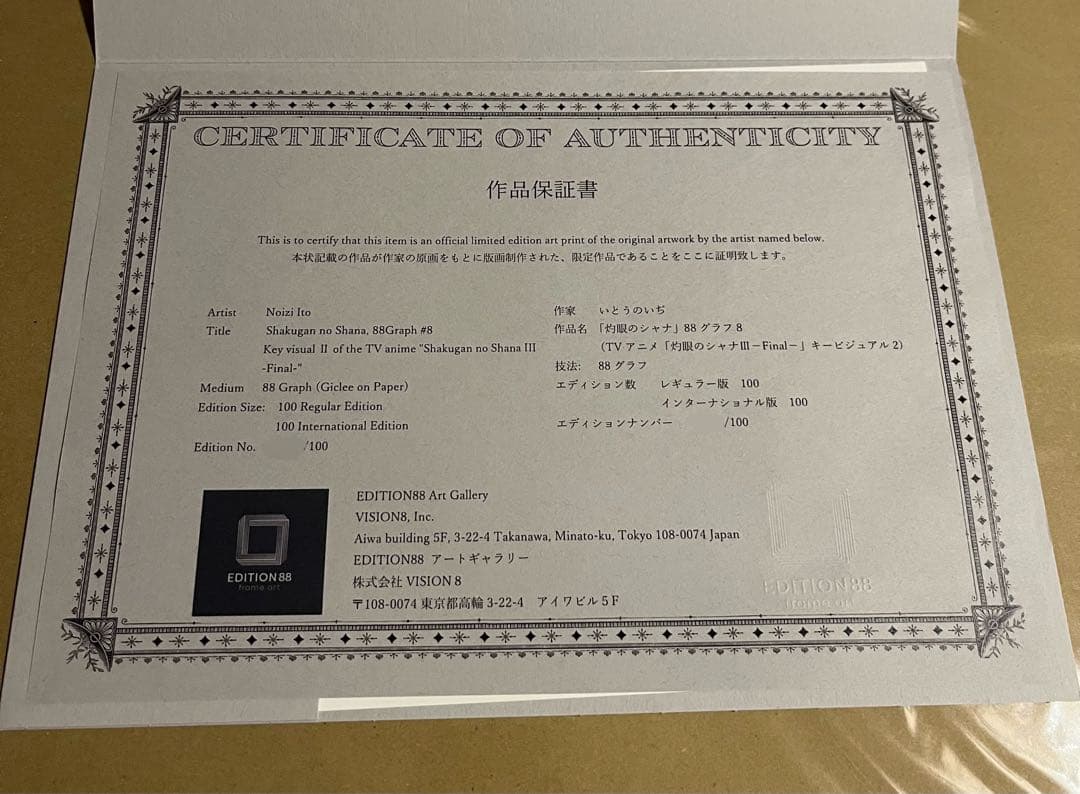 CERTIFICATE OF AUTHENTICITY
作品保証書
This is to certify that this item is an official limited edition art print of the original artwork by the artist named below.
本状記載の作品が作家の原画をもとに版画制作された、限定作品であることをここに証明致します。
Artist Noizi Ito
Title Shakugan no Shana, 88Graph #8
Key visual Ⅱ of the TV anime "Shakugan no Shana III
-Final-"
Medium 88 Graph (Giclee on Paper)
Edition Size: 100 Regular Edition
100 International Edition
Edition No. /100
作家 いとうのいぢ
作品名 「灼眼のシャナ」88 グラフ 8
(TV アニメ「灼眼のシャナⅢ－Final－」キービジュアル 2)
技法: 88 グラフ
エディション数 レギュラー版 100
インターナショナル版 100
エディションナンバー /100
EDITION88 Art Gallery
VISION8, Inc.
Aiwa building 5F, 3-22-4 Takanawa, Minato-ku, Tokyo 108-0074 Japan
EDITION88 アートギャラリー
株式会社 VISION 8
〒108-0074 東京都高輪 3-22-4 アイワビル 5 F
EDITION88
frame art
EDITION88
frame art